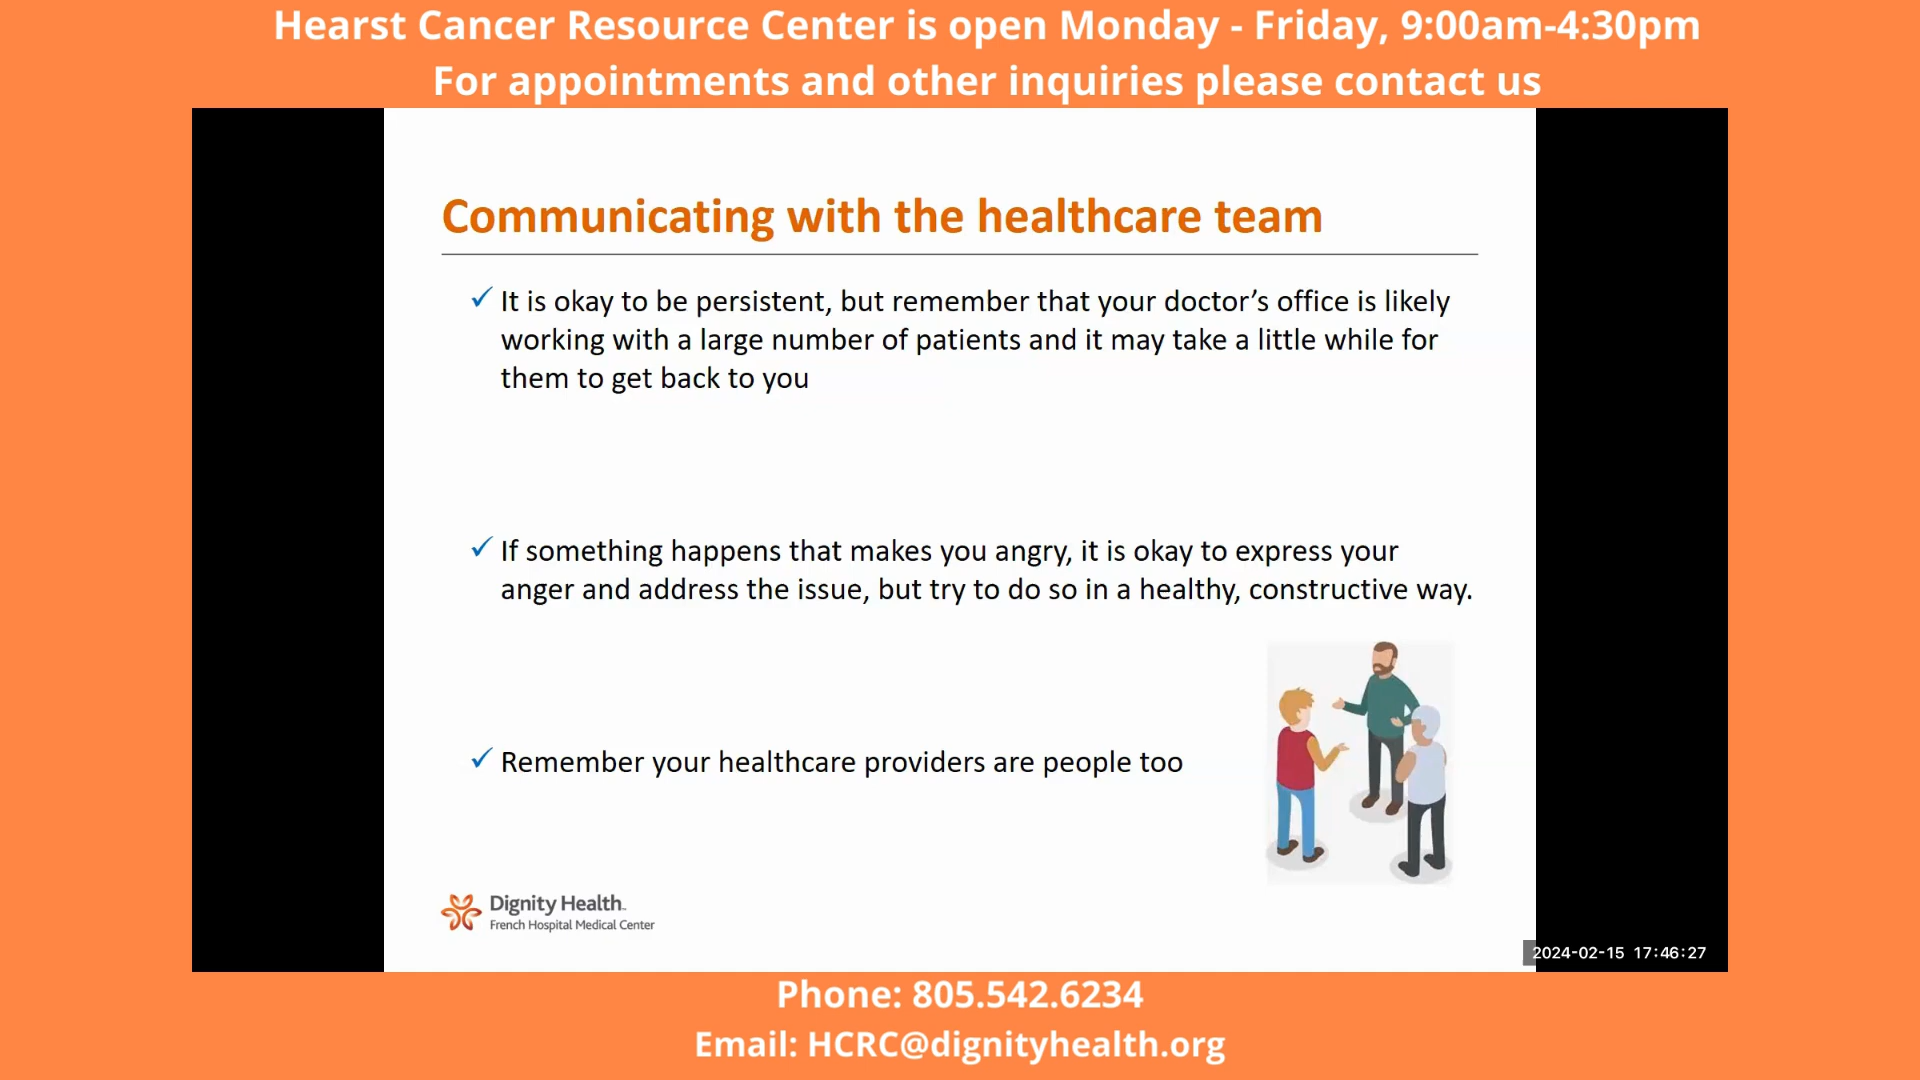 Hearst Cancer Resource Center is open Monday - Friday, 9:00am-4:30pm
For appointments and other inquiries please contact us
Communicating with the healthcare team
✓ It is okay to be persistent, but remember that your doctor’s office is likely
working with a large number of patients and it may take a little while for
them to get back to you
✓ If something happens that makes you angry, it is okay to express your
anger and address the issue, but try to do so in a healthy, constructive way.
✓ Remember your healthcare providers are people too
Dignity Health™
French Hospital Medical Center
2024-02-15 17:46:27
Phone: 805.542.6234
Email: HCRC@dignityhealth.org